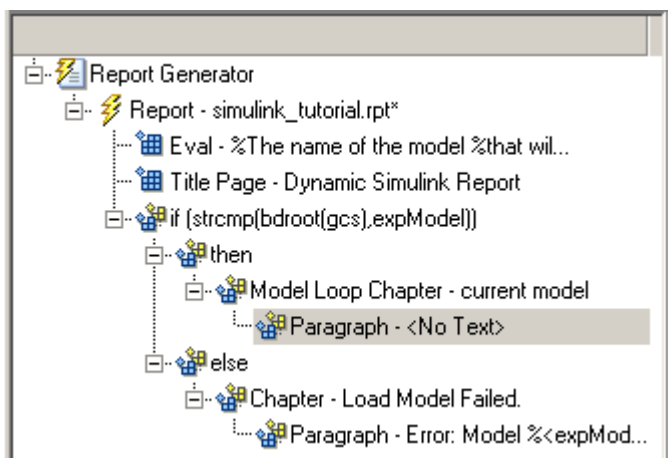 Report Generator
Report - simulink_tutorial.rpt*
Eval - %The name of the model %that wil...
Title Page - Dynamic Simulink Report
if (strcmp(bdroot(gcs),expModel))
then
Model Loop Chapter - current model
Paragraph - <No Text>
else
Chapter - Load Model Failed.
Paragraph - Error: Model %<expMod...